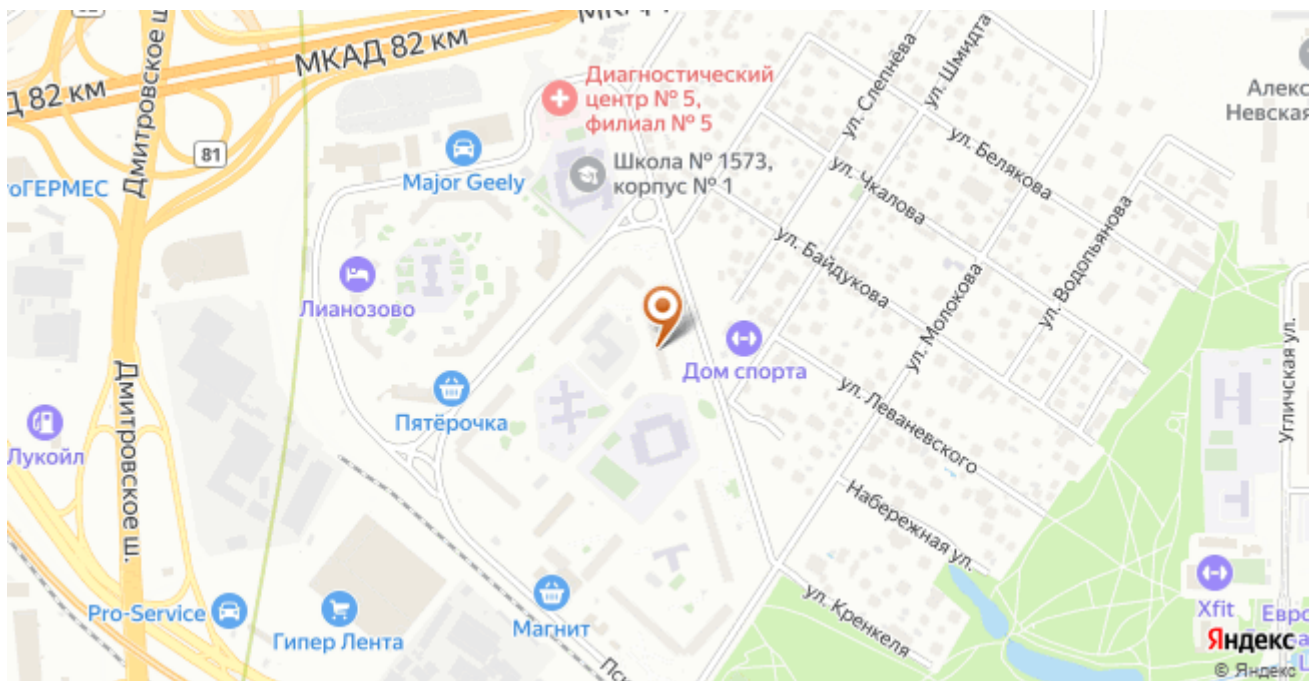 МКАД 82 км
Д 82 км
МКАД
Дмитровское ш.
81
оГЕРМЕС
Диагностический
центр № 5,
филиал № 5
Major Geely
Школа № 1573,
корпус № 1
ул. Слепнёва
ул. Шмидта
ул. Белякова
ул. Чкалова
ул. Водопьянова
ул. Байдукова
ул. Молокова
Алекс
Невская
Лианозово
Дом спорта
Пятёрочка
Лукойл
Дмитровское ш.
ул. Леваневского
Набережная ул.
Угличская ул.
Pro-Service
Гипер Лента
Магнит
Пск
ул. Кренкеля
Xfit
Евро
Яндекс
© Яндекс